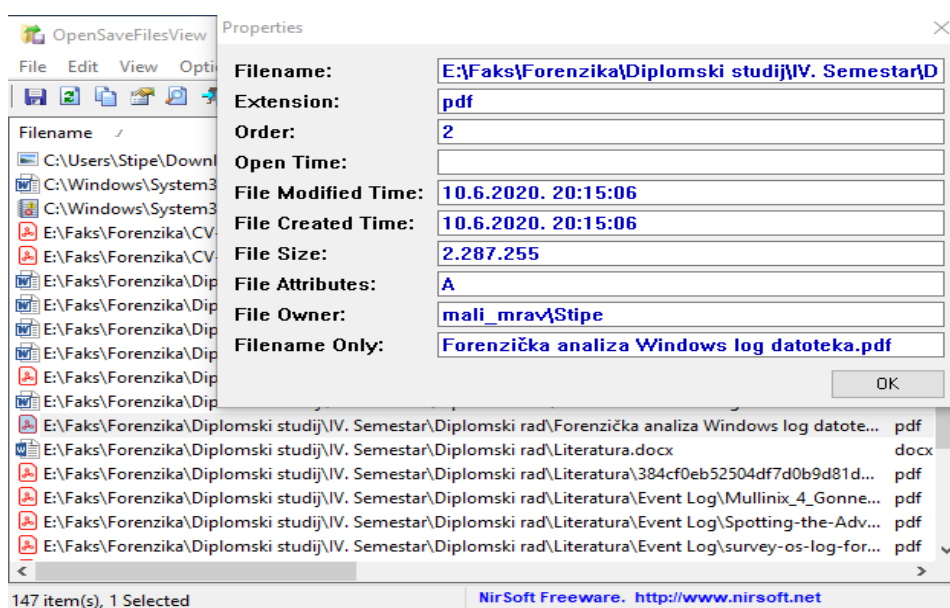 OpenSaveFilesView
Properties
File Edit View Opti
Filename: E:\Faks\Forenzika\Diplomski studij\IV. Semestar\D
Extension: pdf
Order: 2
Open Time:
File Modified Time: 10.6.2020. 20:15:06
File Created Time: 10.6.2020. 20:15:06
File Size: 2.287.255
File Attributes: A
File Owner: mali_mrav\Stipe
Filename Only: Forenzička analiza Windows log datoteka.pdf
OK
Filename
C:\Users\Stipe\Downl
C:\Windows\System3
C:\Windows\System3
E:\Faks\Forenzika\CV-
E:\Faks\Forenzika\CV-
E:\Faks\Forenzika\Dip
E:\Faks\Forenzika\Dip
E:\Faks\Forenzika\Dip
E:\Faks\Forenzika\Dip
E:\Faks\Forenzika\Dip
E:\Faks\Forenzika\Dip
E:\Faks\Forenzika\Diplomski studij\IV. Semestar\Diplomski rad\Forenzička analiza Windows log datote... pdf
E:\Faks\Forenzika\Diplomski studij\IV. Semestar\Diplomski rad\Literatura.docx docx
E:\Faks\Forenzika\Diplomski studij\IV. Semestar\Diplomski rad\Literatura\384cf0eb52504df7d0b9d81d... pdf
E:\Faks\Forenzika\Diplomski studij\IV. Semestar\Diplomski rad\Literatura\Event Log\Mullinix_4_Gonne... pdf
E:\Faks\Forenzika\Diplomski studij\IV. Semestar\Diplomski rad\Literatura\Event Log\Spotting-the-Adv... pdf
E:\Faks\Forenzika\Diplomski studij\IV. Semestar\Diplomski rad\Literatura\Event Log\survey-os-log-for... pdf
147 item(s), 1 Selected
NirSoft Freeware. http://www.nirsoft.net